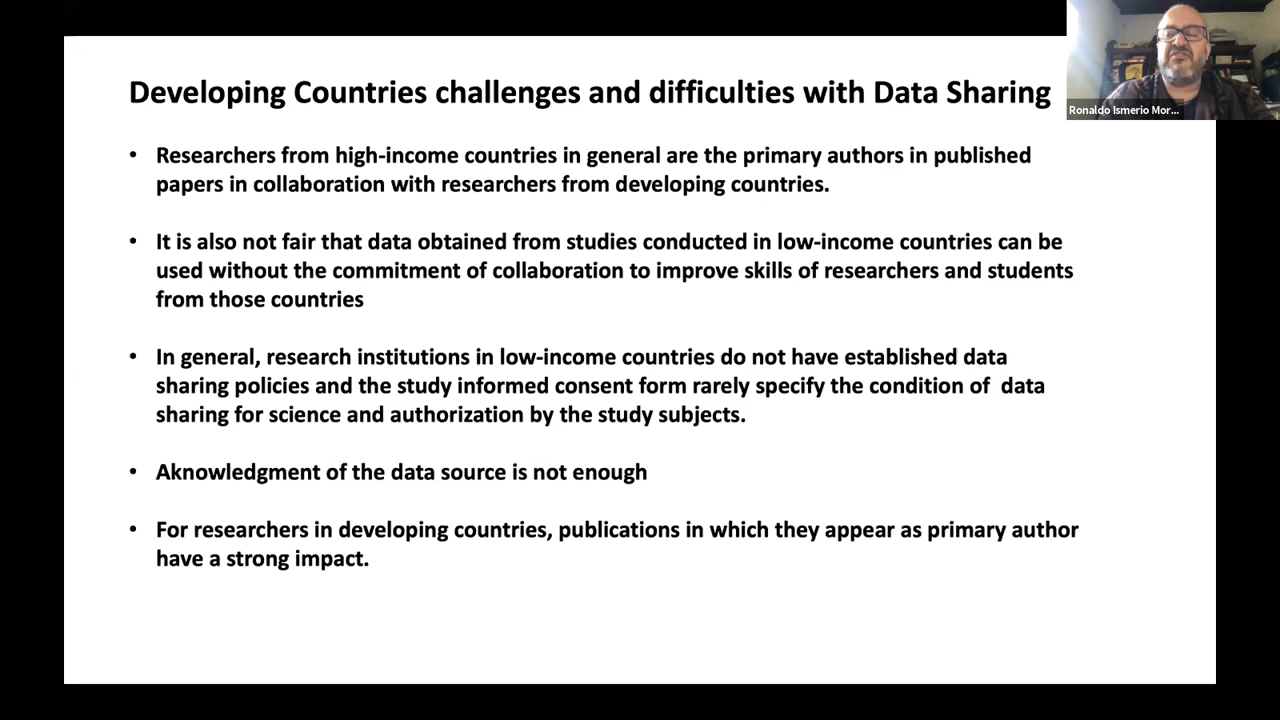 Developing Countries challenges and difficulties with Data Sharing
Ronaldo Ismerio Mor...
• Researchers from high-income countries in general are the primary authors in published
papers in collaboration with researchers from developing countries.
• It is also not fair that data obtained from studies conducted in low-income countries can be
used without the commitment of collaboration to improve skills of researchers and students
from those countries
• In general, research institutions in low-income countries do not have established data
sharing policies and the study informed consent form rarely specify the condition of  data
sharing for science and authorization by the study subjects.
• Aknowledgment of the data source is not enough
• For researchers in developing countries, publications in which they appear as primary author
have a strong impact.